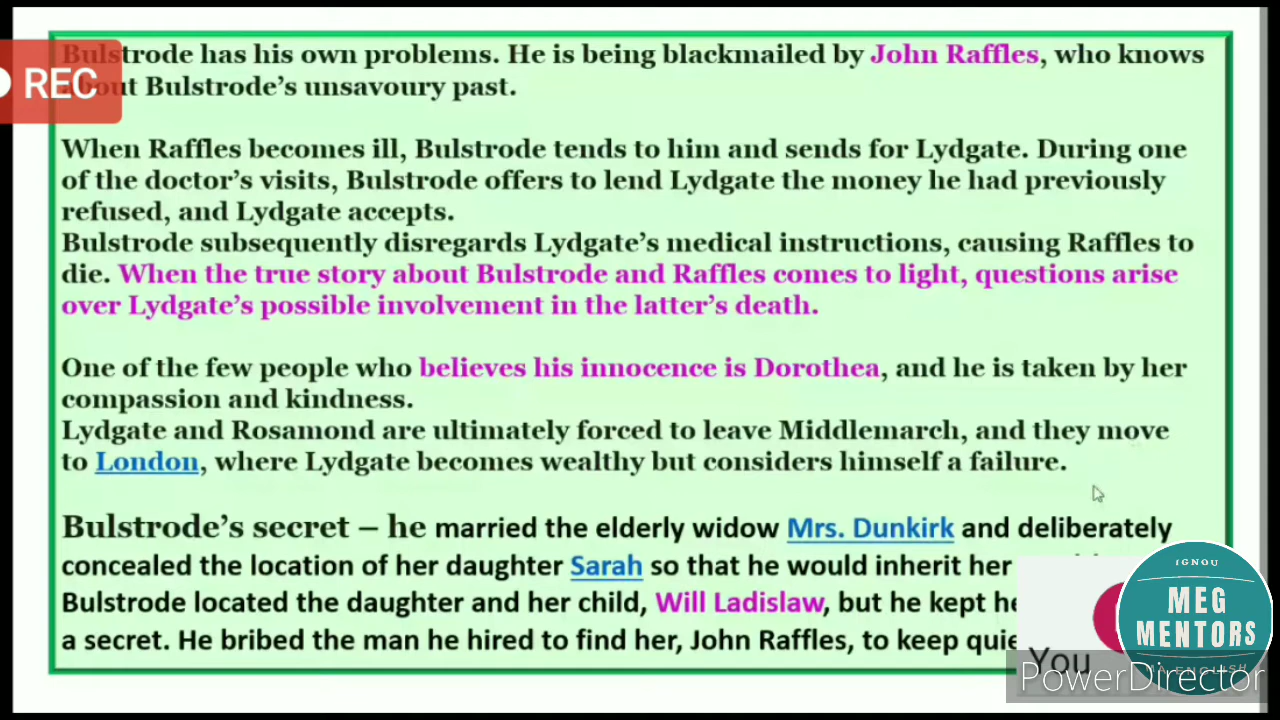 Bulstrode has his own problems. He is being blackmailed by John Raffles, who knows
REC
about Bulstrode's unsavoury past.
When Raffles becomes ill, Bulstrode tends to him and sends for Lydgate. During one
of the doctor's visits, Bulstrode offers to lend Lydgate the money he had previously
refused, and Lydgate accepts.
Bulstrode subsequently disregards Lydgate's medical instructions, causing Raffles to
die. When the true story about Bulstrode and Raffles comes to light, questions arise
over Lydgate's possible involvement in the latter's death.
One of the few people who believes his innocence is Dorothea, and he is taken by her
compassion and kindness.
Lydgate and Rosamond are ultimately forced to leave Middlemarch, and they move
to London, where Lydgate becomes wealthy but considers himself a failure.
Bulstrode's secret – he married the elderly widow Mrs. Dunkirk and deliberately
concealed the location of her daughter Sarah so that he would inherit her
Bulstrode located the daughter and her child, Will Ladislaw, but he kept
a secret. He bribed the man he hired to find her, John Raffles, to keep
IGNOU
MEG
MENTORS
MA ENGLISH
You
PowerDirector